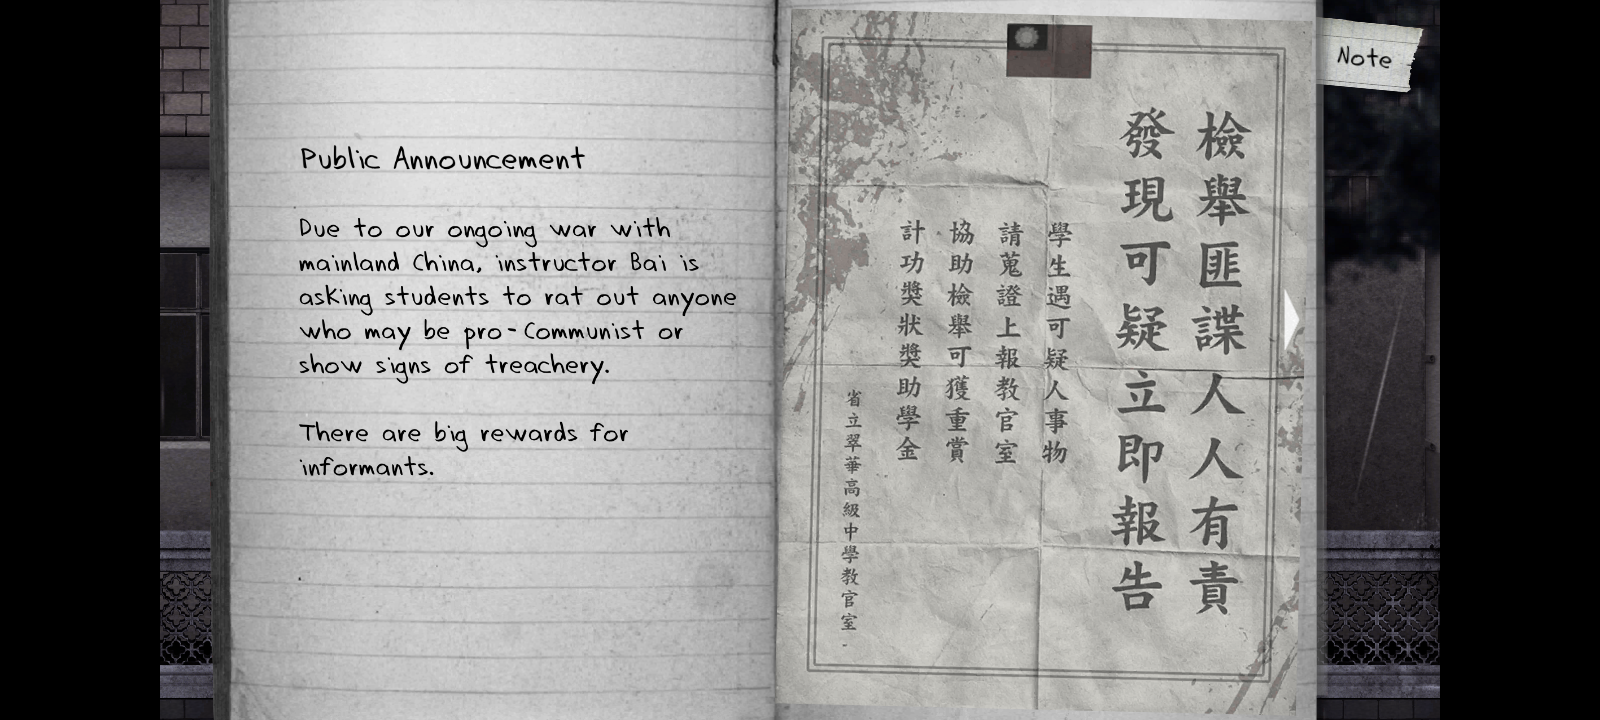 Public Announcement
Due to our ongoing war with
mainland China, instructor Bai is
asking students to rat out anyone
who may be pro-Communist or
show signs of treachery.
There are big rewards for
informants.
檢舉匪諜人人有責
發現可疑立即報告
學生遇可疑人事物
請蒐證上報教官室
協助檢舉可獲重賞
計功獎狀獎助學金
省立翠華高級中學教官室
Note